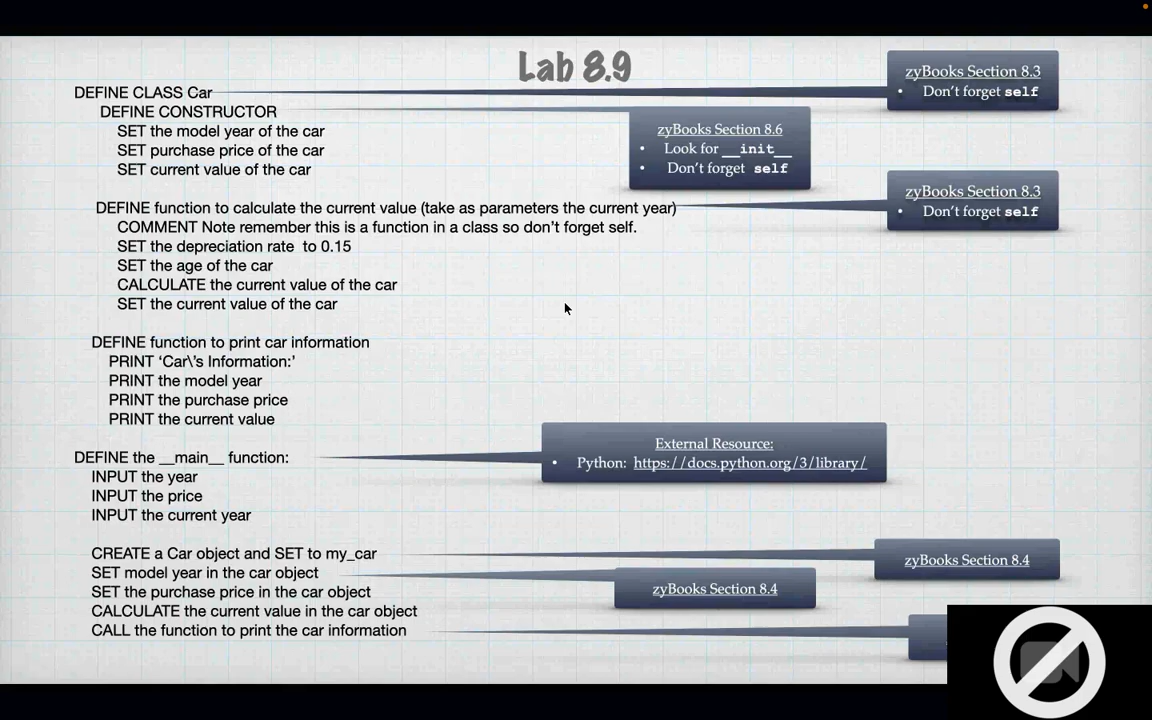 Lab 8.9
DEFINE CLASS Car
DEFINE CONSTRUCTOR
SET the model year of the car
SET purchase price of the car
SET current value of the car
DEFINE function to calculate the current value (take as parameters the current year)
COMMENT Note remember this is a function in a class so don’t forget self.
SET the depreciation rate  to 0.15
SET the age of the car
CALCULATE the current value of the car
SET the current value of the car
DEFINE function to print car information
PRINT ‘Car\’s Information:’
PRINT the model year
PRINT the purchase price
PRINT the current value
DEFINE the __main__ function:
INPUT the year
INPUT the price
INPUT the current year
CREATE a Car object and SET to my_car
SET model year in the car object
SET the purchase price in the car object
CALCULATE the current value in the car object
CALL the function to print the car information
zyBooks Section 8.3
• Don’t forget self
zyBooks Section 8.6
• Look for __init__
• Don’t forget self
zyBooks Section 8.3
• Don’t forget self
External Resource:
• Python: https://docs.python.org/3/library/
zyBooks Section 8.4
zyBooks Section 8.4